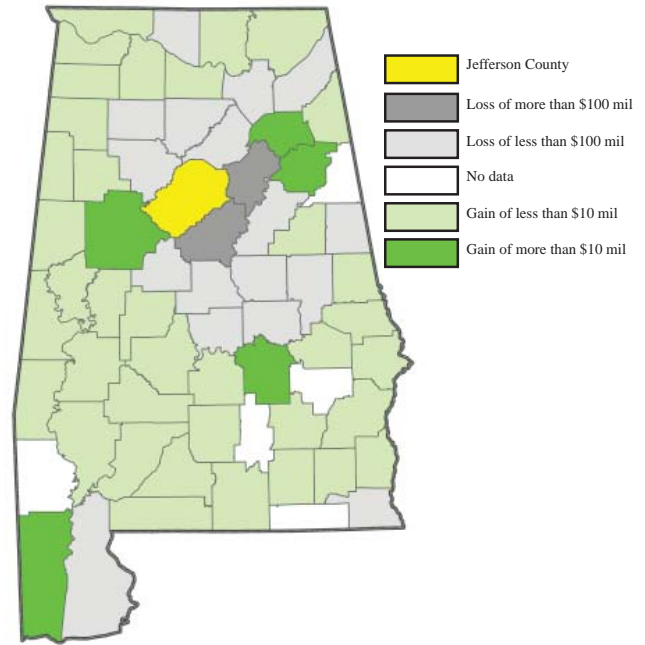 Jefferson County
Loss of more than $100 mil
Loss of less than $100 mil
No data
Gain of less than $10 mil
Gain of more than $10 mil